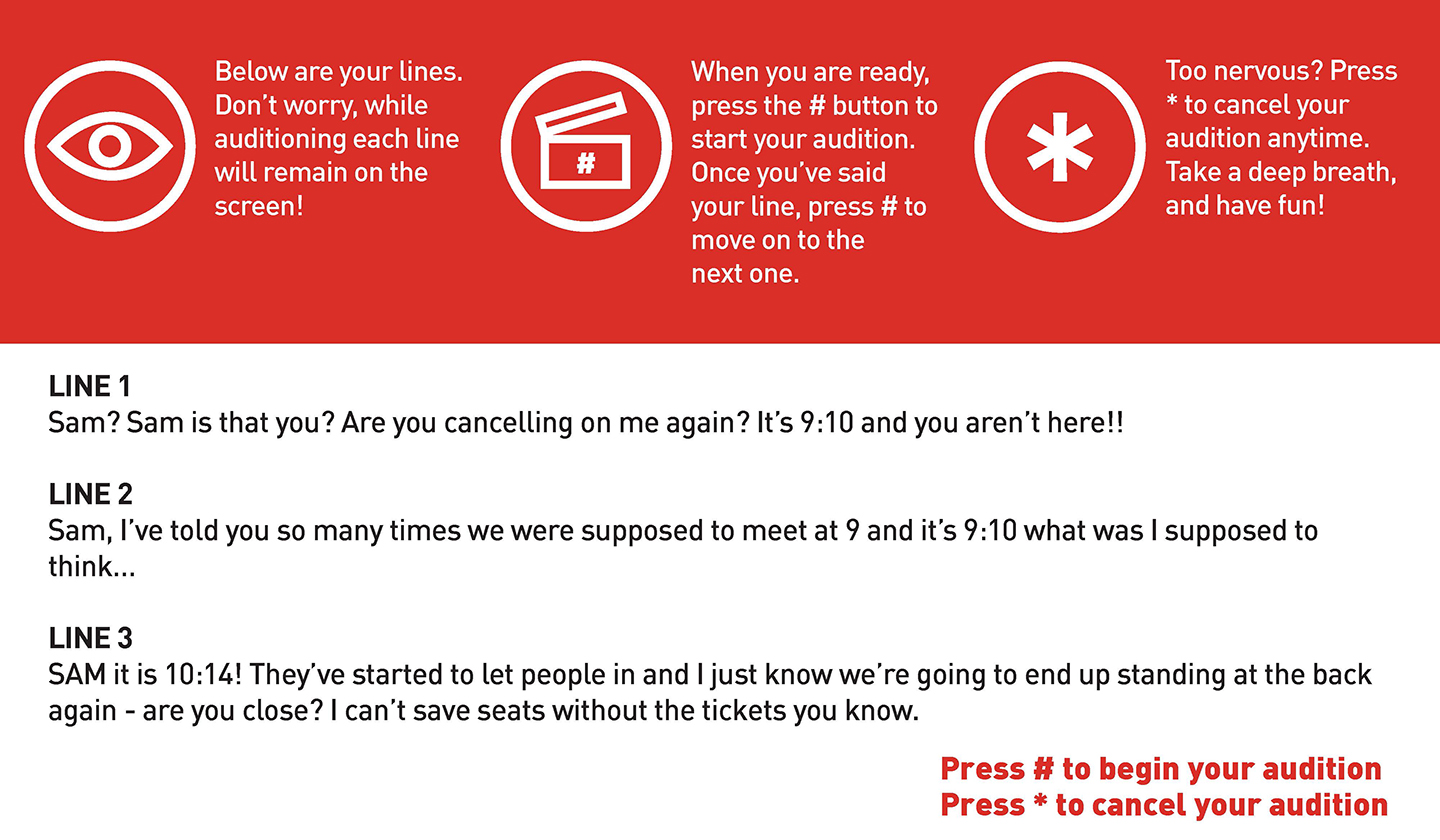 Below are your lines.
Don’t worry, while
auditioning each line
will remain on the
screen!
#
When you are ready,
press the # button to
start your audition.
Once you’ve said
your line, press # to
move on to the
next one.
*
Too nervous? Press
* to cancel your
audition anytime.
Take a deep breath,
and have fun!
LINE 1
Sam? Sam is that you? Are you cancelling on me again? It’s 9:10 and you aren’t here!!
LINE 2
Sam, I’ve told you so many times we were supposed to meet at 9 and it’s 9:10 what was I supposed to
think...
LINE 3
SAM it is 10:14! They’ve started to let people in and I just know we’re going to end up standing at the back
again - are you close? I can’t save seats without the tickets you know.
Press # to begin your audition
Press * to cancel your audition